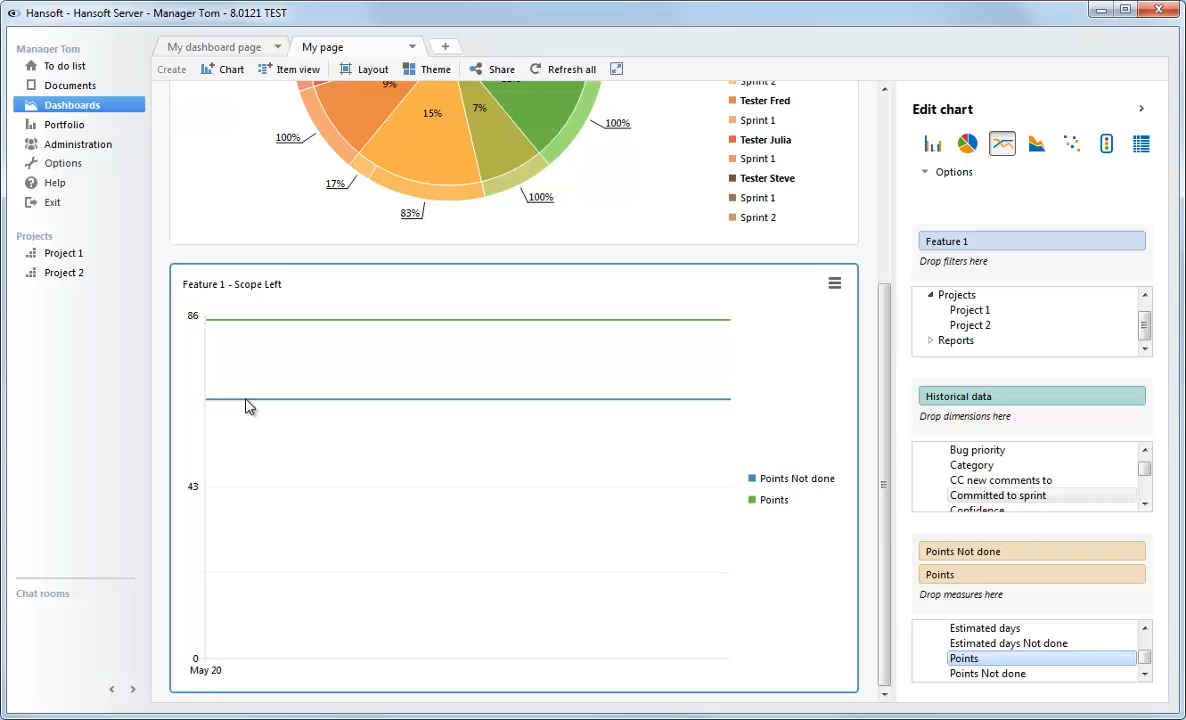 Hansoft - Hansoft Server - Manager Tom - 8.0121 TEST
Manager Tom
To do list
Documents
Dashboards
Portfolio
Administration
Options
Help
Exit
Projects
Project 1
Project 2
Chat rooms
My dashboard page
My page
Create
Chart
Item view
Layout
Theme
Share
Refresh all
9%
15%
7%
100%
17%
83%
100%
100%
Sprint 2
Tester Fred
Sprint 1
Tester Julia
Sprint 1
Tester Steve
Sprint 1
Sprint 2
Feature 1 - Scope Left
86
43
0
May 20
Points Not done
Points
Edit chart
Options
Feature 1
Drop filters here
Projects
Project 1
Project 2
Reports
Historical data
Drop dimensions here
Bug priority
Category
CC new comments to
Committed to sprint
Confidence
Points Not done
Points
Drop measures here
Estimated days
Estimated days Not done
Points
Points Not done